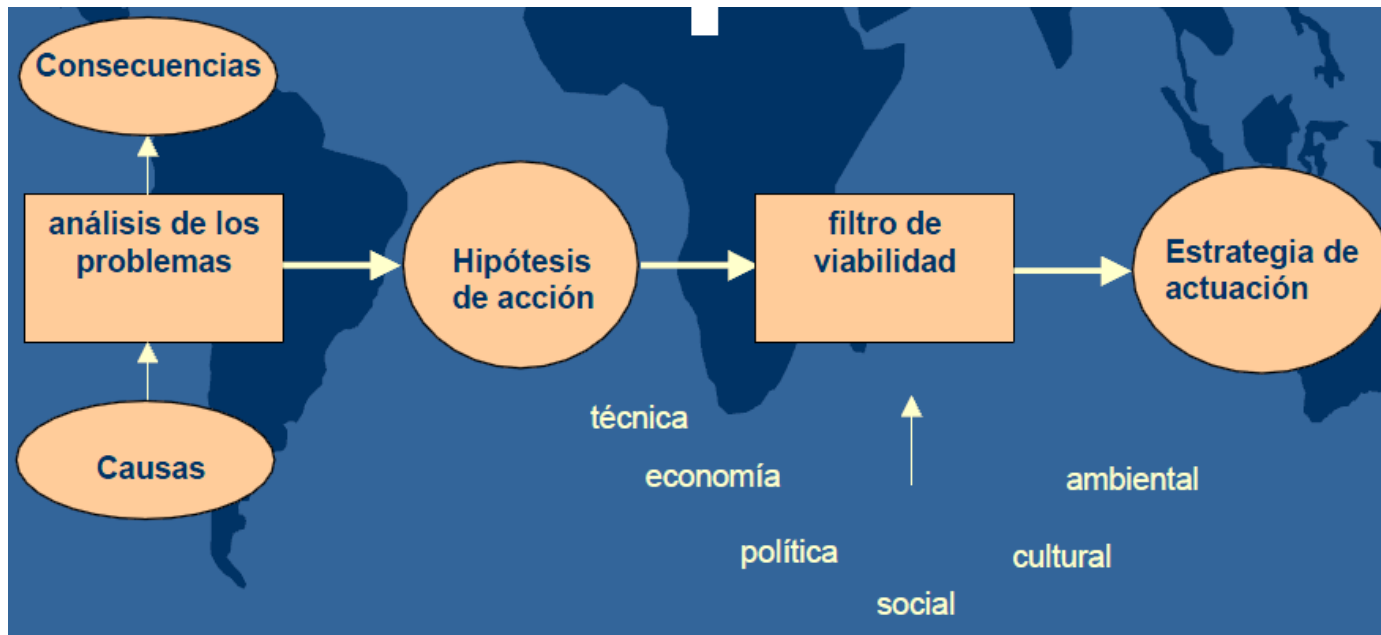 Consecuencias
análisis de los
problemas
Causas
Hipótesis
de acción
filtro de
viabilidad
Estrategia de
actuación
técnica
economía
política
social
cultural
ambiental